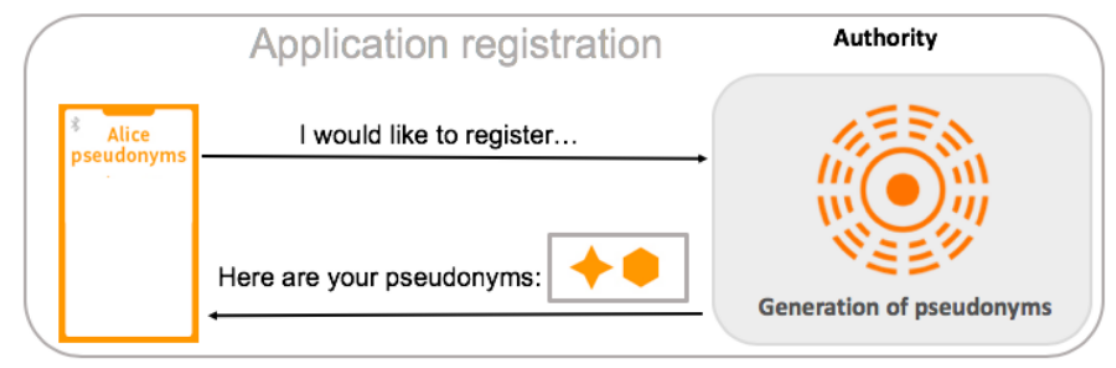 Application registration
Authority
Alice
pseudonyms
I would like to register...
Here are your pseudonyms:
Generation of pseudonyms